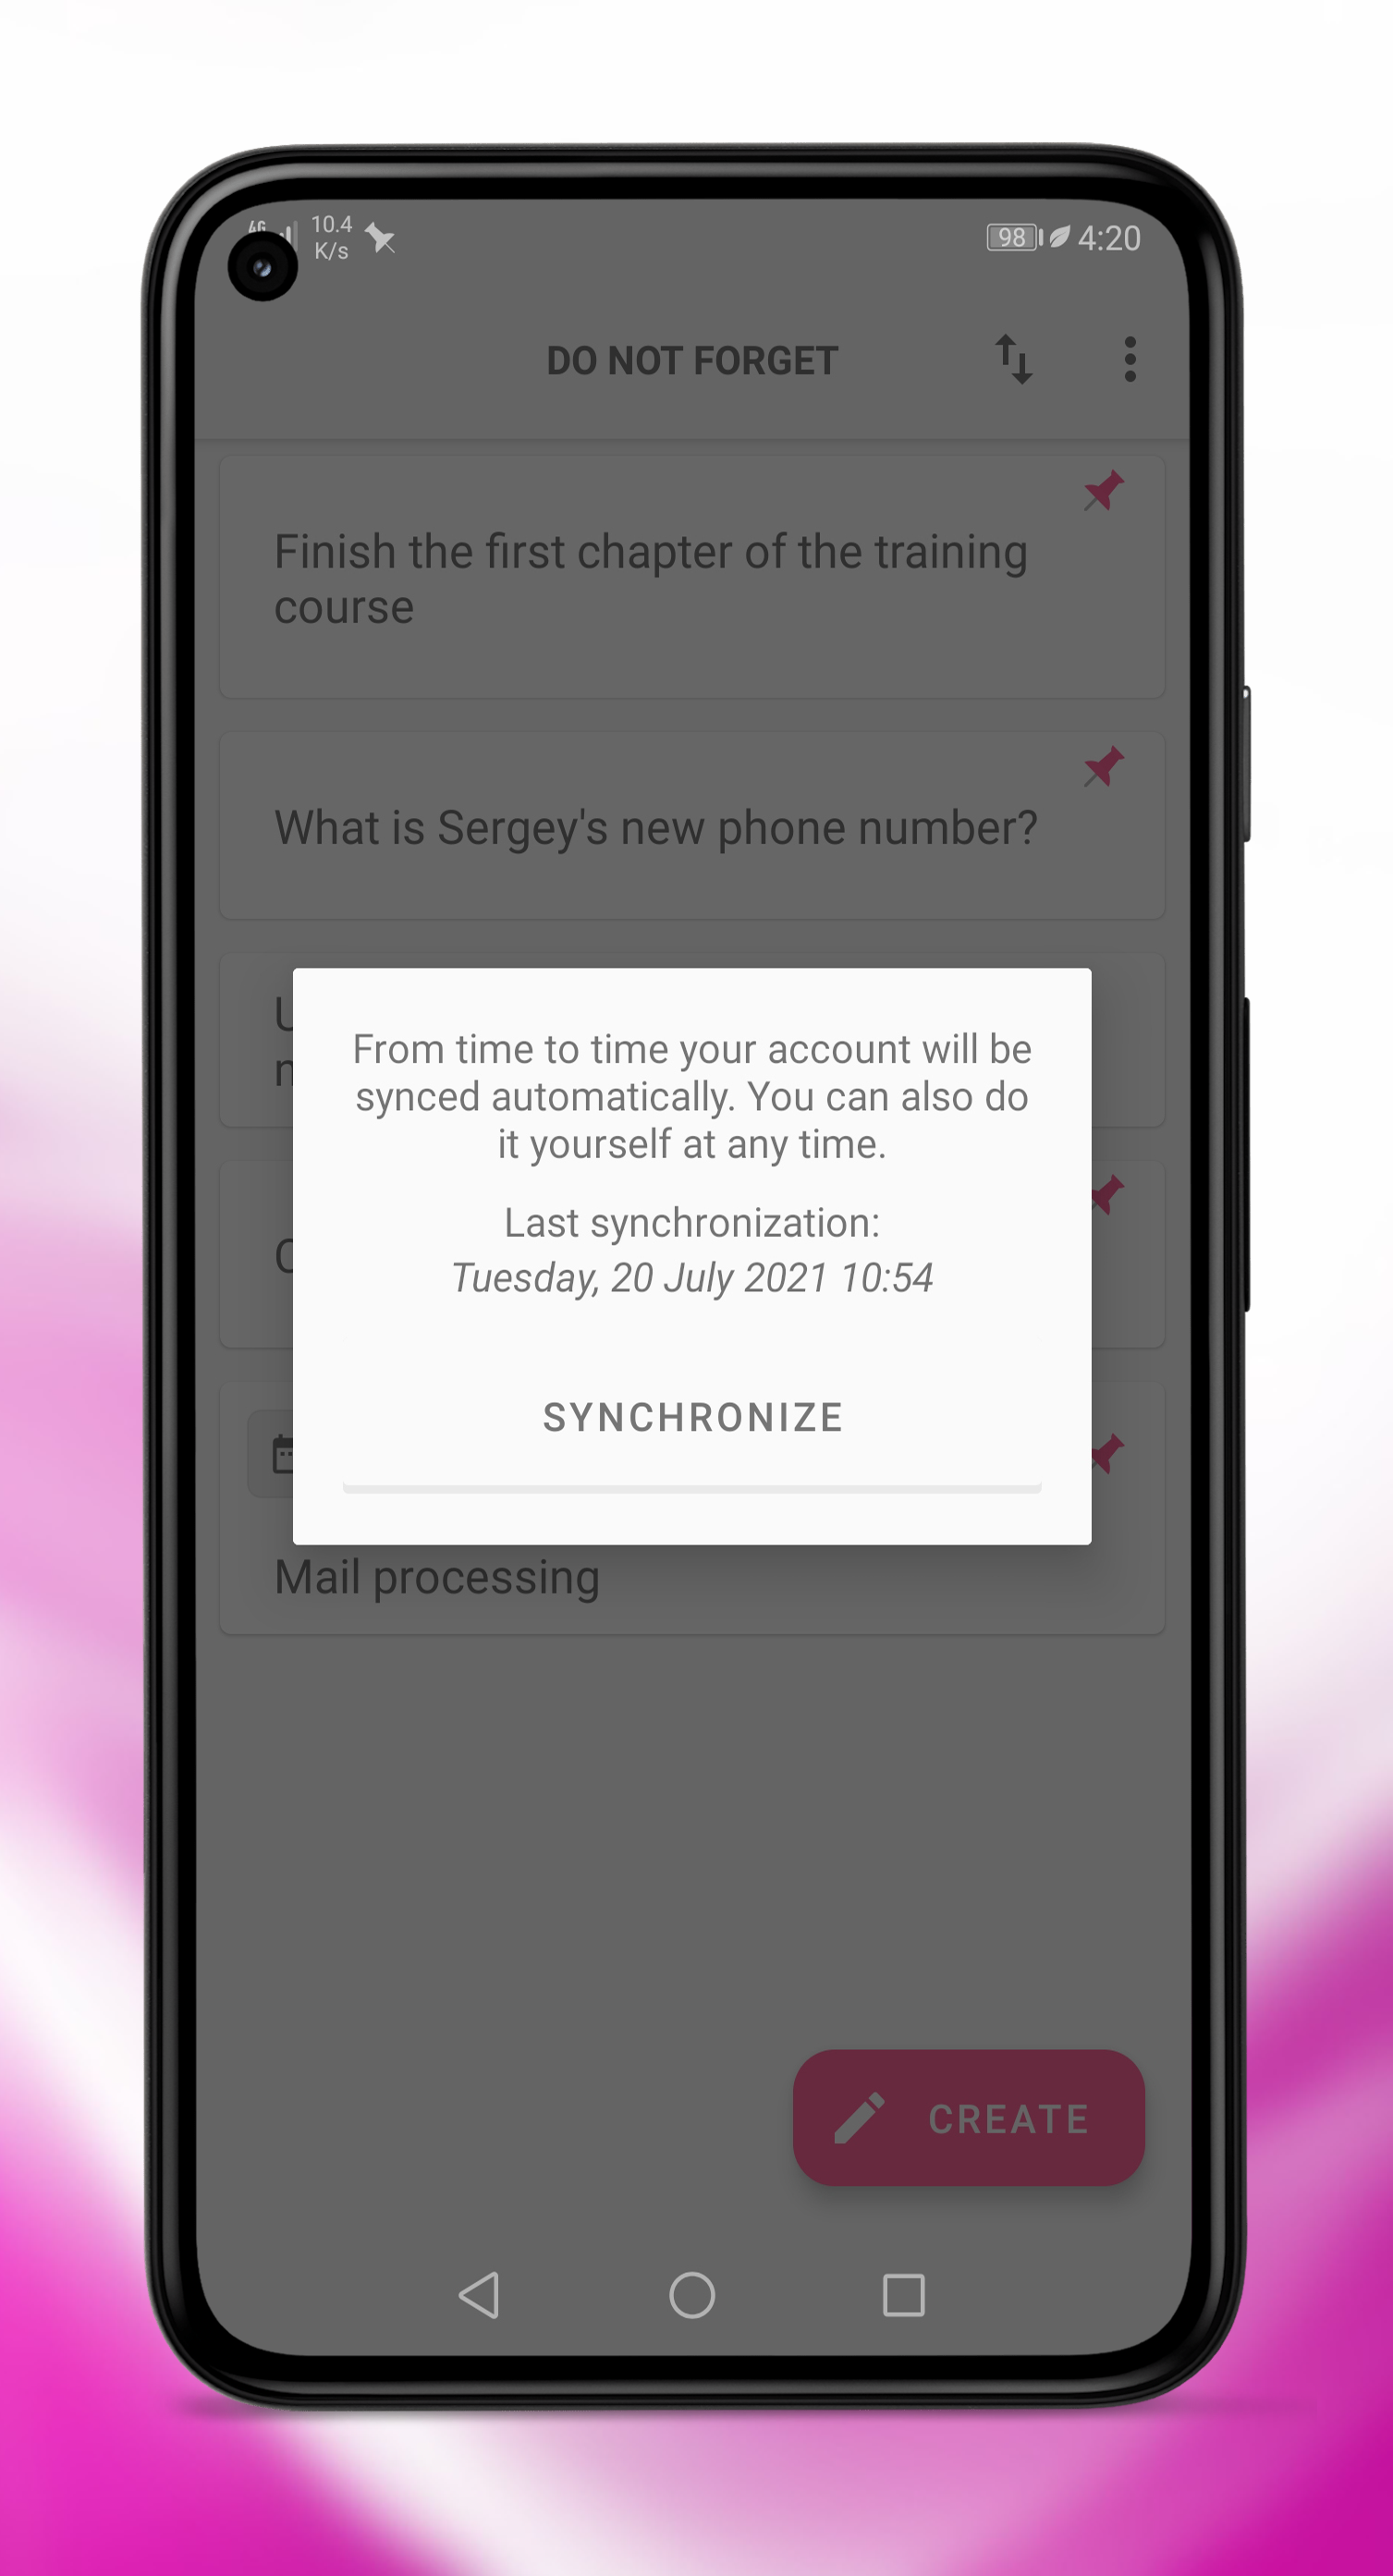 4G
10.4
K/s
98
4:20
DO NOT FORGET
Finish the first chapter of the training
course
What is Sergey's new phone number?
From time to time your account will be
synced automatically. You can also do
it yourself at any time.
Last synchronization:
Tuesday, 20 July 2021 10:54
SYNCHRONIZE
Mail processing
CREATE